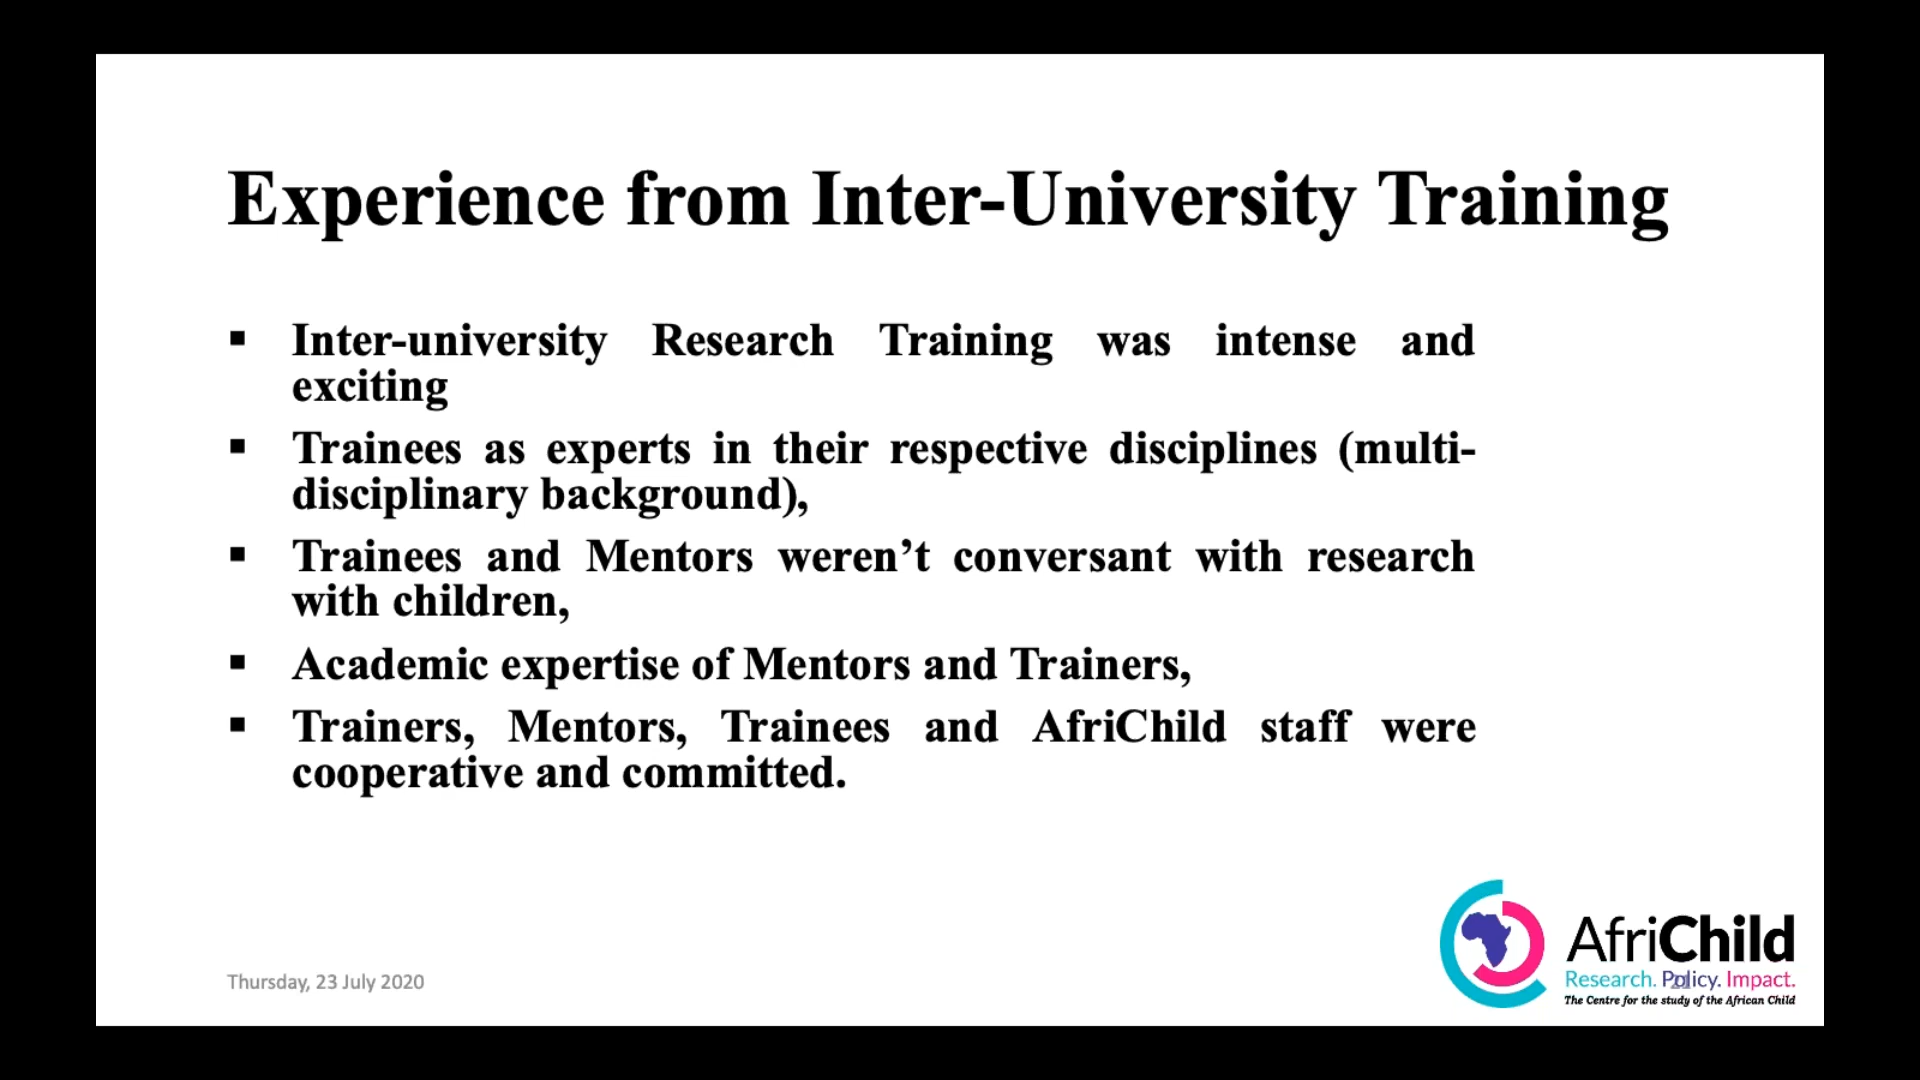 Experience from Inter-University Training
▪ Inter-university Research Training was intense and
exciting
▪ Trainees as experts in their respective disciplines (multi-
disciplinary background),
▪ Trainees and Mentors weren’t conversant with research
with children,
▪ Academic expertise of Mentors and Trainers,
▪ Trainers, Mentors, Trainees and AfriChild staff were
cooperative and committed.
AfriChild
Research. Policy. Impact.
The Centre for the study of the African Child
Thursday, 23 July 2020